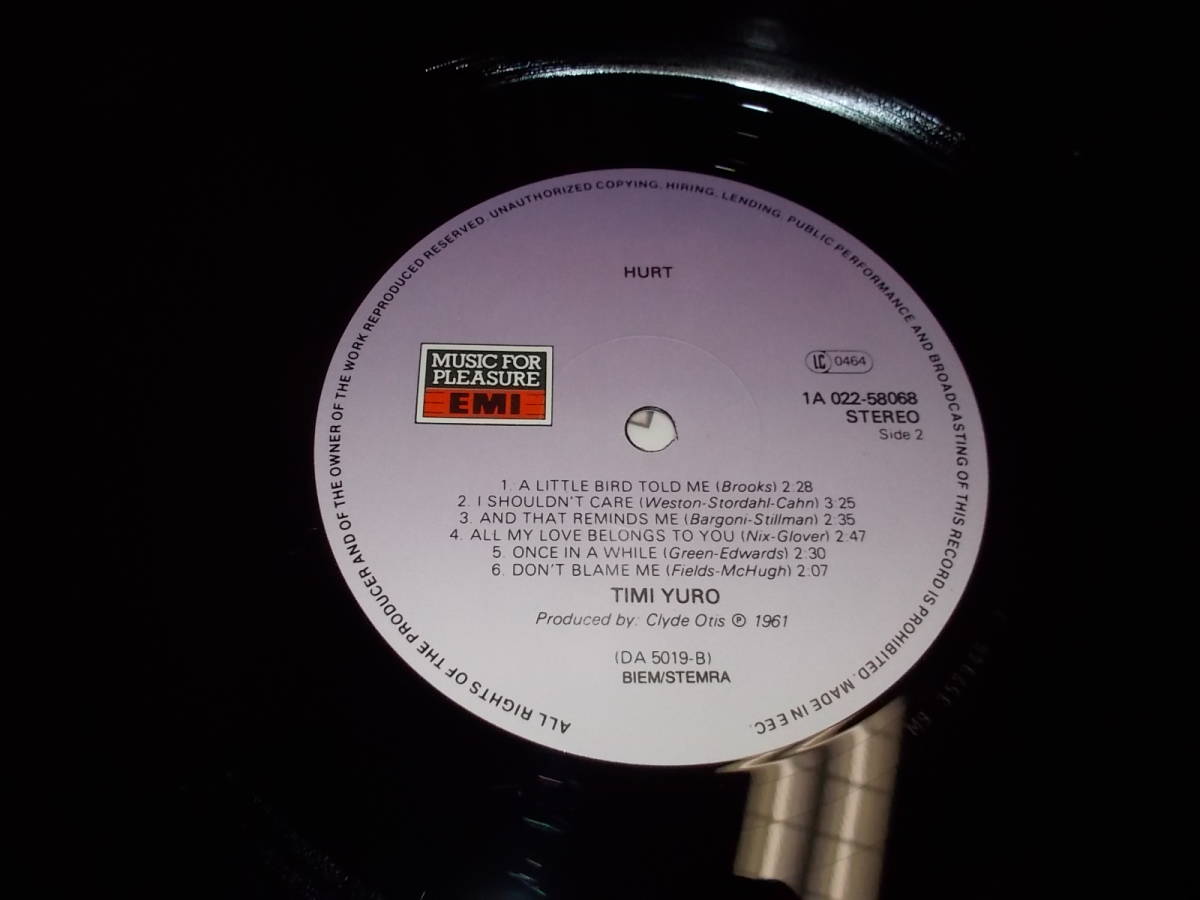 ALL RIGHTS OF THE PRODUCER AND OF THE OWNER OF THE WORK REPRODUCED RESERVED. UNAUTHORIZED COPYING, HIRING, LENDING, PUBLIC PERFORMANCE AND BROADCASTING OF THIS RECORD IS PROHIBITED. MADE IN EEC.
HURT
MUSIC FOR
PLEASURE
EMI
LC 0464
1A 022-58068
STEREO
Side 2
1. A LITTLE BIRD TOLD ME (Brooks) 2:28
2. I SHOULDN'T CARE (Weston-Stordahl-Cahn) 3:25
3. AND THAT REMINDS ME (Bargoni-Stillman) 2:35
4. ALL MY LOVE BELONGS TO YOU (Nix-Glover) 2:47
5. ONCE IN A WHILE (Green-Edwards) 2:30
6. DON'T BLAME ME (Fields-McHugh) 2:07
TIMI YURO
Produced by: Clyde Otis ℗ 1961
(DA 5019-B)
BIEM/STEMRA